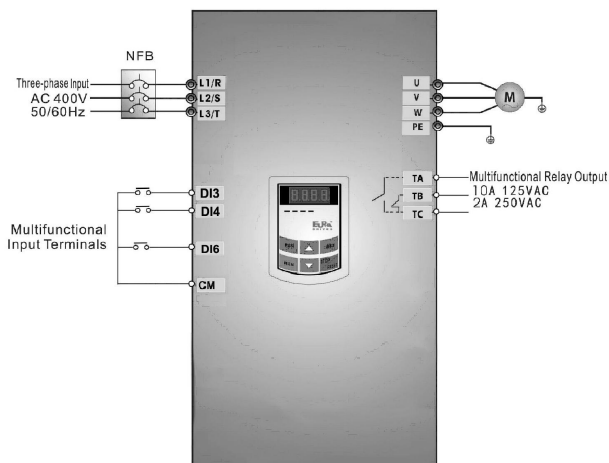 NFB
Three-phase Input
AC 400V
50/60Hz
L1/R
L2/S
L3/T
U
V
W
PE
M
TA
TB
TC
Multifunctional Relay Output
10A 125VAC
2A 250VAC
Multifunctional
Input Terminals
DI3
DI4
DI6
CM
8.8.8.8.
RUN